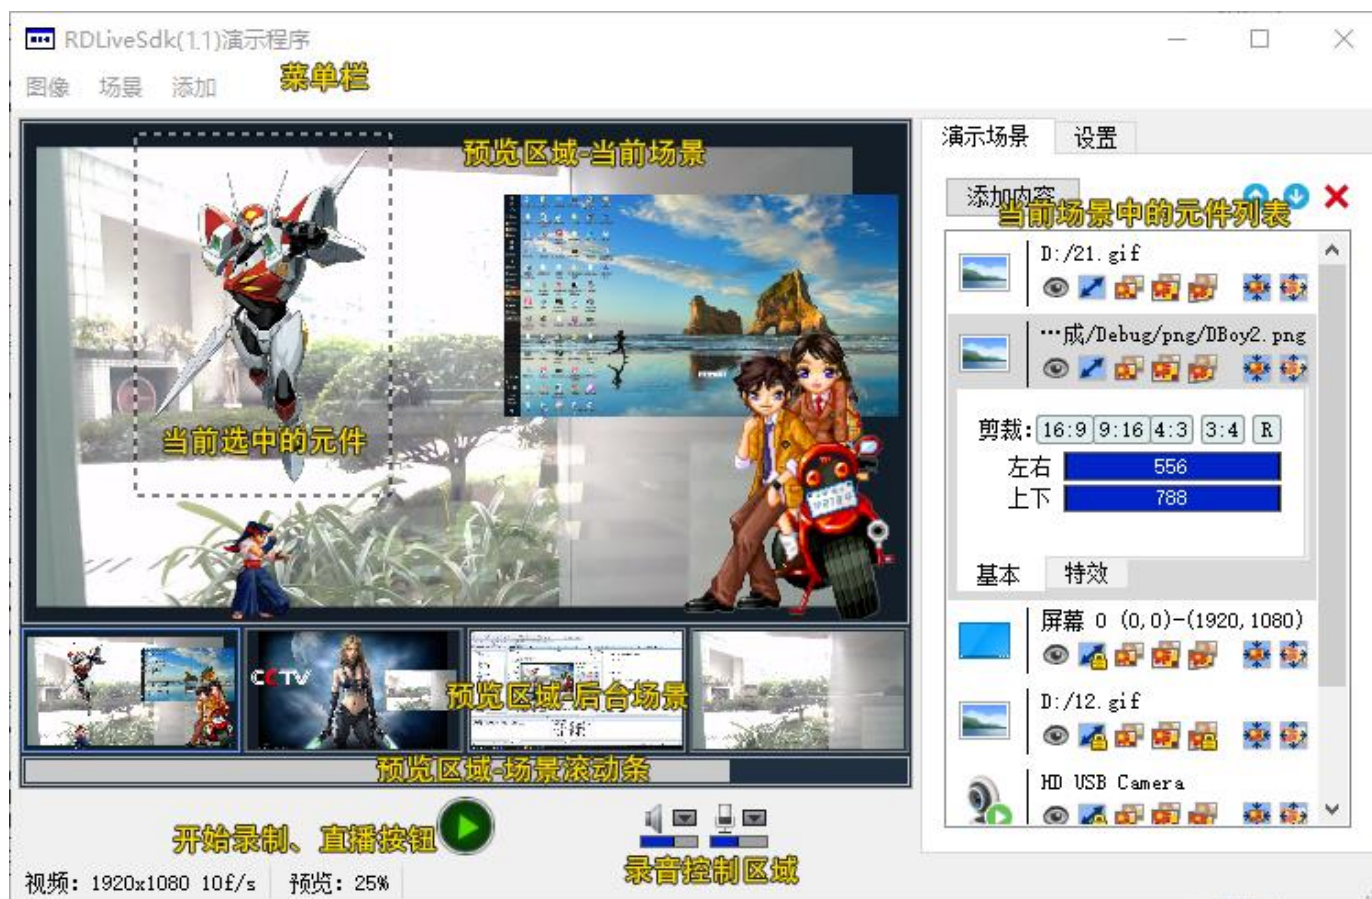 RDLiveSdk(1.1)演示程序
图像 场景 添加
菜单栏
预览区域-当前场景
当前选中的元件
CCTV
预览区域-后台场景
预览区域-场景滚动条
开始录制、直播按钮
录音控制区域
视频: 1920x1080 10f/s 预览: 25%
演示场景 设置
添加内容
当前场景中的元件列表
D:/21.gif
…成/Debug/png/DBoy2.png
剪裁: 16:9 9:16 4:3 3:4 R
左右 556
上下 788
基本 特效
屏幕 0 (0,0)-(1920,1080)
D:/12.gif
HD USB Camera